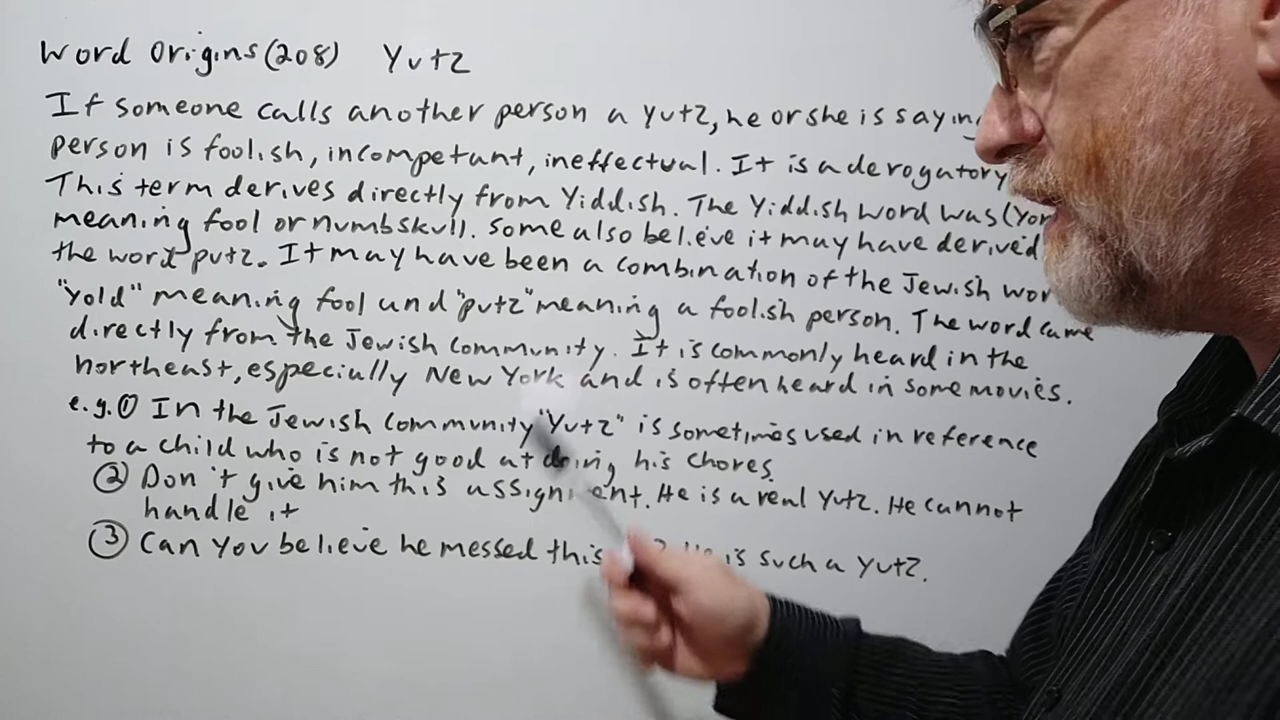 Word Origins (208) Yutz
If someone calls another person a yutz, he or she is saying
person is foolish, incompetant, ineffectual. It is a derogatory
This term derives directly from Yiddish. The Yiddish word was (Yor
meaning fool or numbskull. Some also believe it may have derived
the word putz. It may have been a combination of the Jewish wor
"Yold" meaning fool and "putz" meaning a foolish person. The word came
directly from the Jewish Community. It is commonly heard in the
northeast, especially New York and is often heard in some movies.
e.g. ① In the Jewish Community "Yutz" is sometimes used in reference
to a child who is not good at doing his chores.
② Don't give him this assignment. He is a real Yutz. He cannot
handle it
③ Can you believe he messed this ? He is such a yutz.